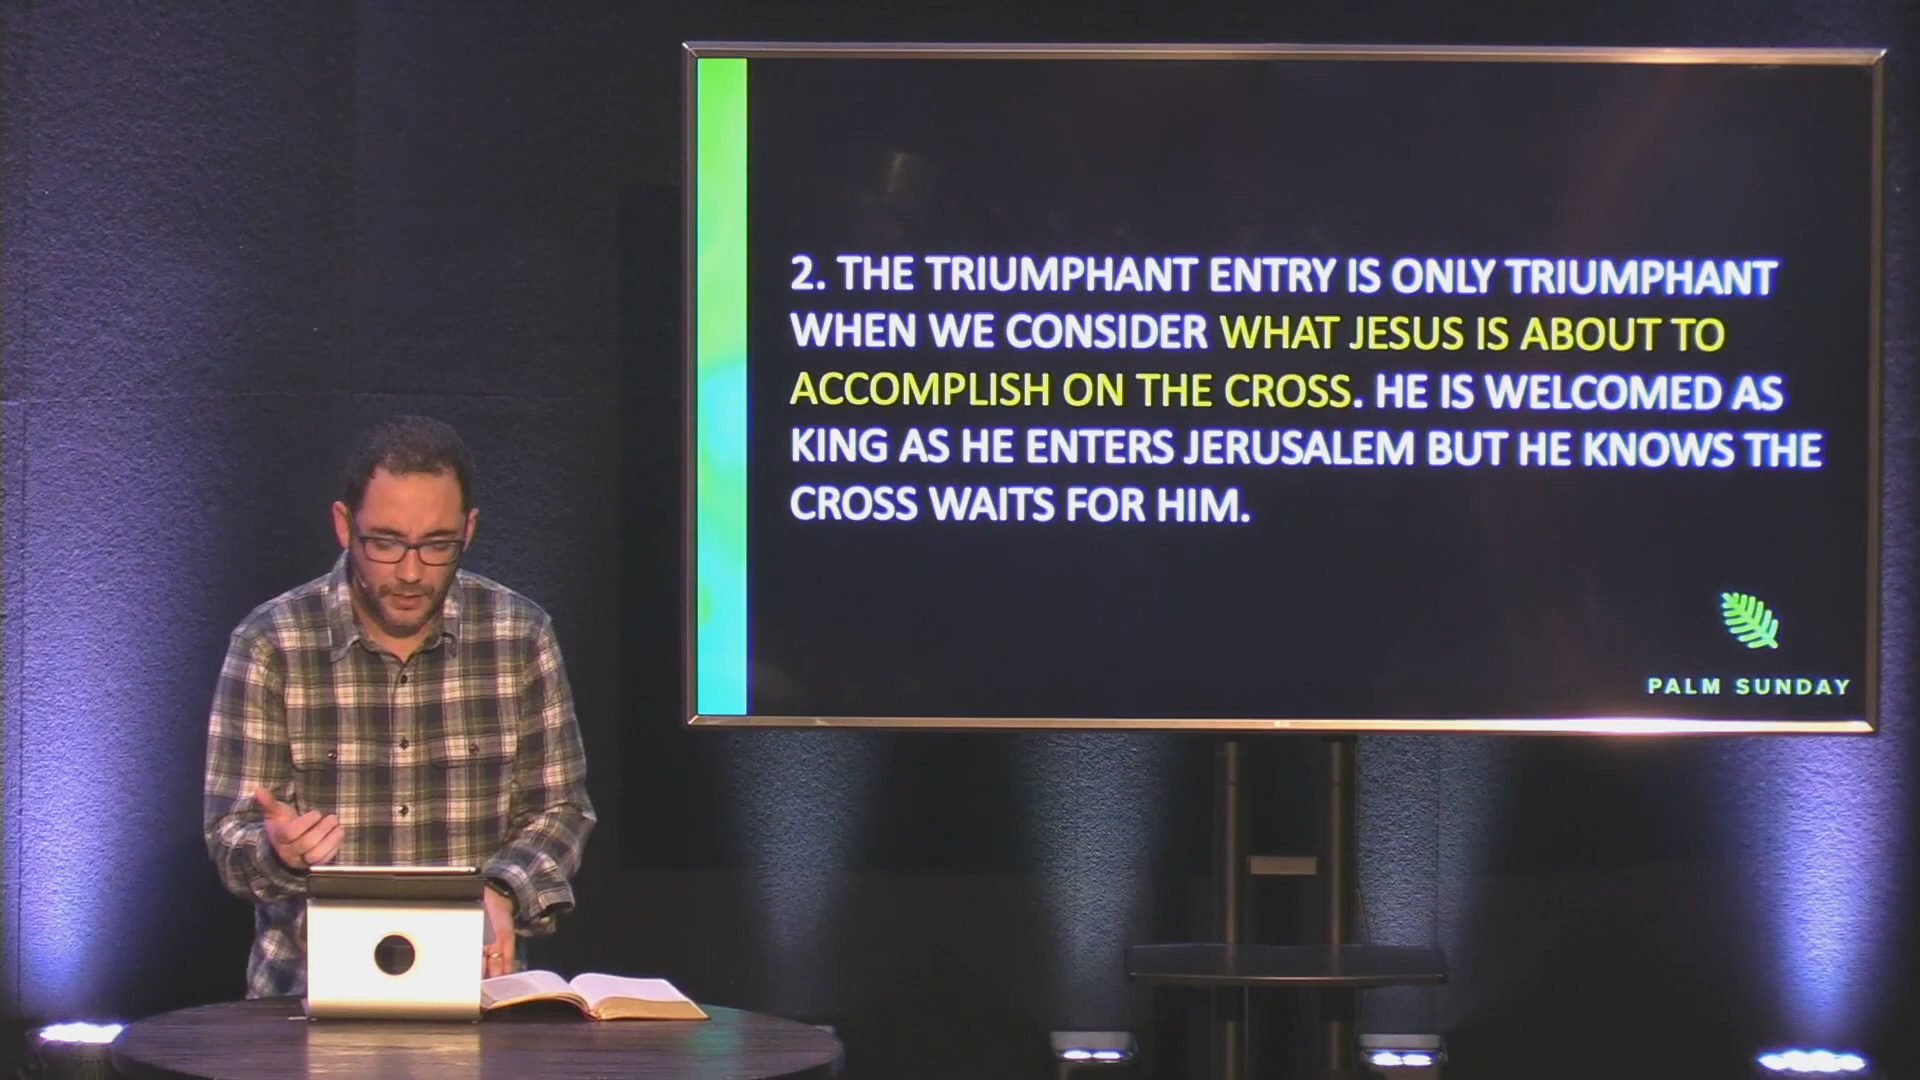 2. THE TRIUMPHANT ENTRY IS ONLY TRIUMPHANT
WHEN WE CONSIDER WHAT JESUS IS ABOUT TO
ACCOMPLISH ON THE CROSS. HE IS WELCOMED AS
KING AS HE ENTERS JERUSALEM BUT HE KNOWS THE
CROSS WAITS FOR HIM.
PALM SUNDAY